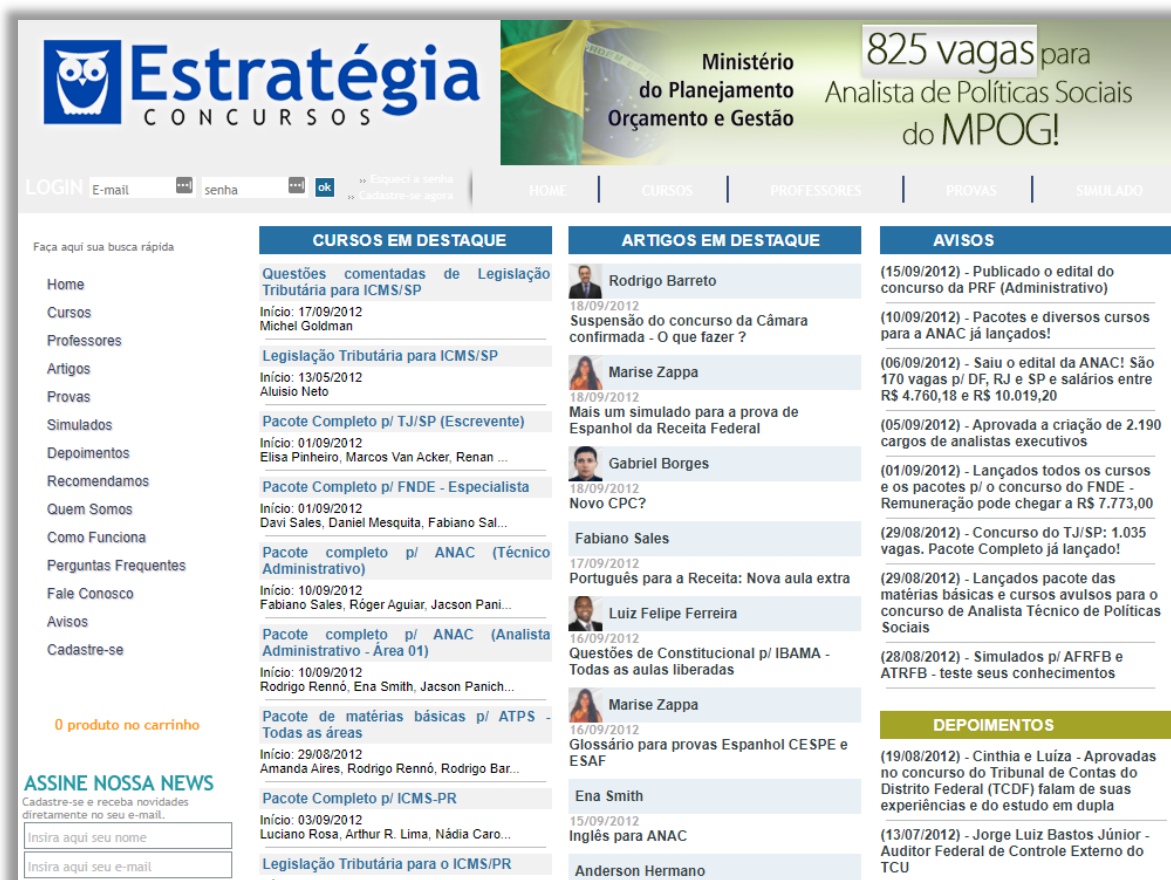 Estratégia
CONCURSOS
Ministério
do Planejamento
Orçamento e Gestão
825 vagas para
Analista de Políticas Sociais
do MPOG!
LOGIN E-mail senha ok
›› Esqueci a senha
›› Cadastre-se agora
HOME CURSOS PROFESSORES PROVAS SIMULADO
Faça aqui sua busca rápida
Home
Cursos
Professores
Artigos
Provas
Simulados
Depoimentos
Recomendamos
Quem Somos
Como Funciona
Perguntas Frequentes
Fale Conosco
Avisos
Cadastre-se
0 produto no carrinho
ASSINE NOSSA NEWS
Cadastre-se e receba novidades
diretamente no seu e-mail.
Insira aqui seu nome
Insira aqui seu e-mail
CURSOS EM DESTAQUE
Questões comentadas de Legislação
Tributária para ICMS/SP
Início: 17/09/2012
Michel Goldman
Legislação Tributária para ICMS/SP
Início: 13/05/2012
Aluisio Neto
Pacote Completo p/ TJ/SP (Escrevente)
Início: 01/09/2012
Elisa Pinheiro, Marcos Van Acker, Renan ...
Pacote Completo p/ FNDE - Especialista
Início: 01/09/2012
Davi Sales, Daniel Mesquita, Fabiano Sal...
Pacote completo p/ ANAC (Técnico
Administrativo)
Início: 10/09/2012
Fabiano Sales, Róger Aguiar, Jacson Pani...
Pacote completo p/ ANAC (Analista
Administrativo - Área 01)
Início: 10/09/2012
Rodrigo Rennó, Ena Smith, Jacson Panich...
Pacote de matérias básicas p/ ATPS -
Todas as áreas
Início: 29/08/2012
Amanda Aires, Rodrigo Rennó, Rodrigo Bar...
Pacote Completo p/ ICMS-PR
Início: 03/09/2012
Luciano Rosa, Arthur R. Lima, Nádia Caro...
Legislação Tributária para o ICMS/PR
ARTIGOS EM DESTAQUE
Rodrigo Barreto
18/09/2012
Suspensão do concurso da Câmara
confirmada - O que fazer ?
Marise Zappa
18/09/2012
Mais um simulado para a prova de
Espanhol da Receita Federal
Gabriel Borges
18/09/2012
Novo CPC?
Fabiano Sales
17/09/2012
Português para a Receita: Nova aula extra
Luiz Felipe Ferreira
16/09/2012
Questões de Constitucional p/ IBAMA -
Todas as aulas liberadas
Marise Zappa
16/09/2012
Glossário para provas Espanhol CESPE e
ESAF
Ena Smith
15/09/2012
Inglês para ANAC
Anderson Hermano
AVISOS
(15/09/2012) - Publicado o edital do
concurso da PRF (Administrativo)
(10/09/2012) - Pacotes e diversos cursos
para a ANAC já lançados!
(06/09/2012) - Saiu o edital da ANAC! São
170 vagas p/ DF, RJ e SP e salários entre
R$ 4.760,18 e R$ 10.019,20
(05/09/2012) - Aprovada a criação de 2.190
cargos de analistas executivos
(01/09/2012) - Lançados todos os cursos
e os pacotes p/ o concurso do FNDE -
Remuneração pode chegar a R$ 7.773,00
(29/08/2012) - Concurso do TJ/SP: 1.035
vagas. Pacote Completo já lançado!
(29/08/2012) - Lançados pacote das
matérias básicas e cursos avulsos para o
concurso de Analista Técnico de Políticas
Sociais
(28/08/2012) - Simulados p/ AFRFB e
ATRFB - teste seus conhecimentos
DEPOIMENTOS
(19/08/2012) - Cinthia e Luíza - Aprovadas
no concurso do Tribunal de Contas do
Distrito Federal (TCDF) falam de suas
experiências e do estudo em dupla
(13/07/2012) - Jorge Luiz Bastos Júnior -
Auditor Federal de Controle Externo do
TCU